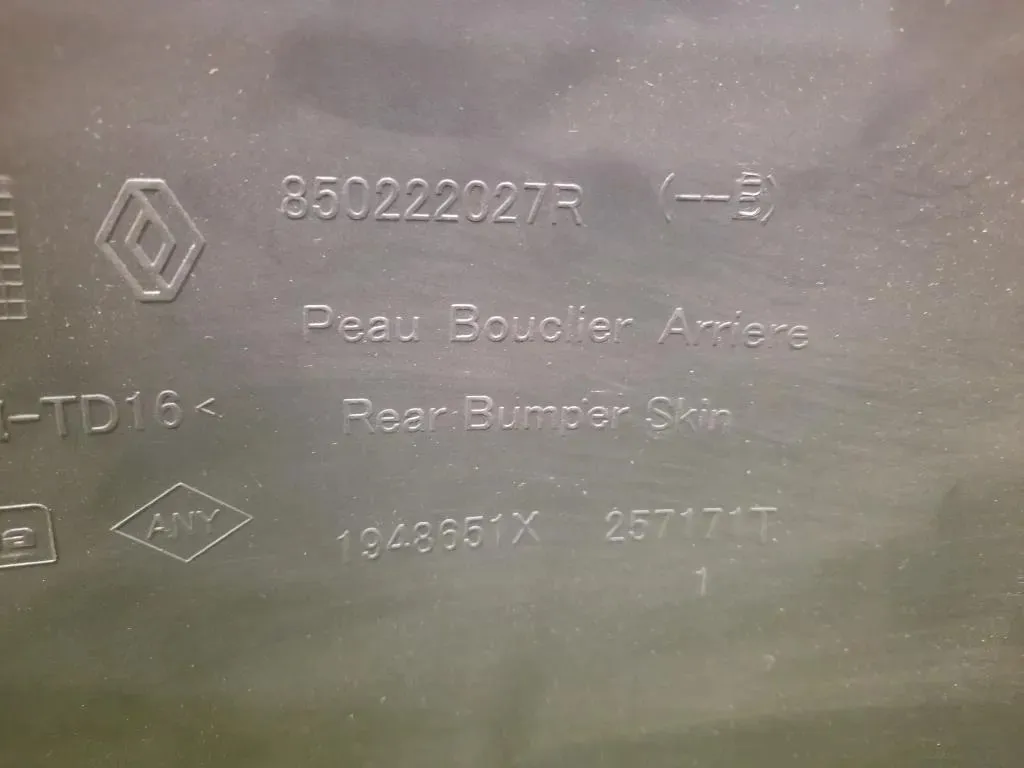 850222027R (--B)
Peau Bouclier Arriere
-TD16<
Rear Bumper Skin
ANY
1948651X 257171T
1